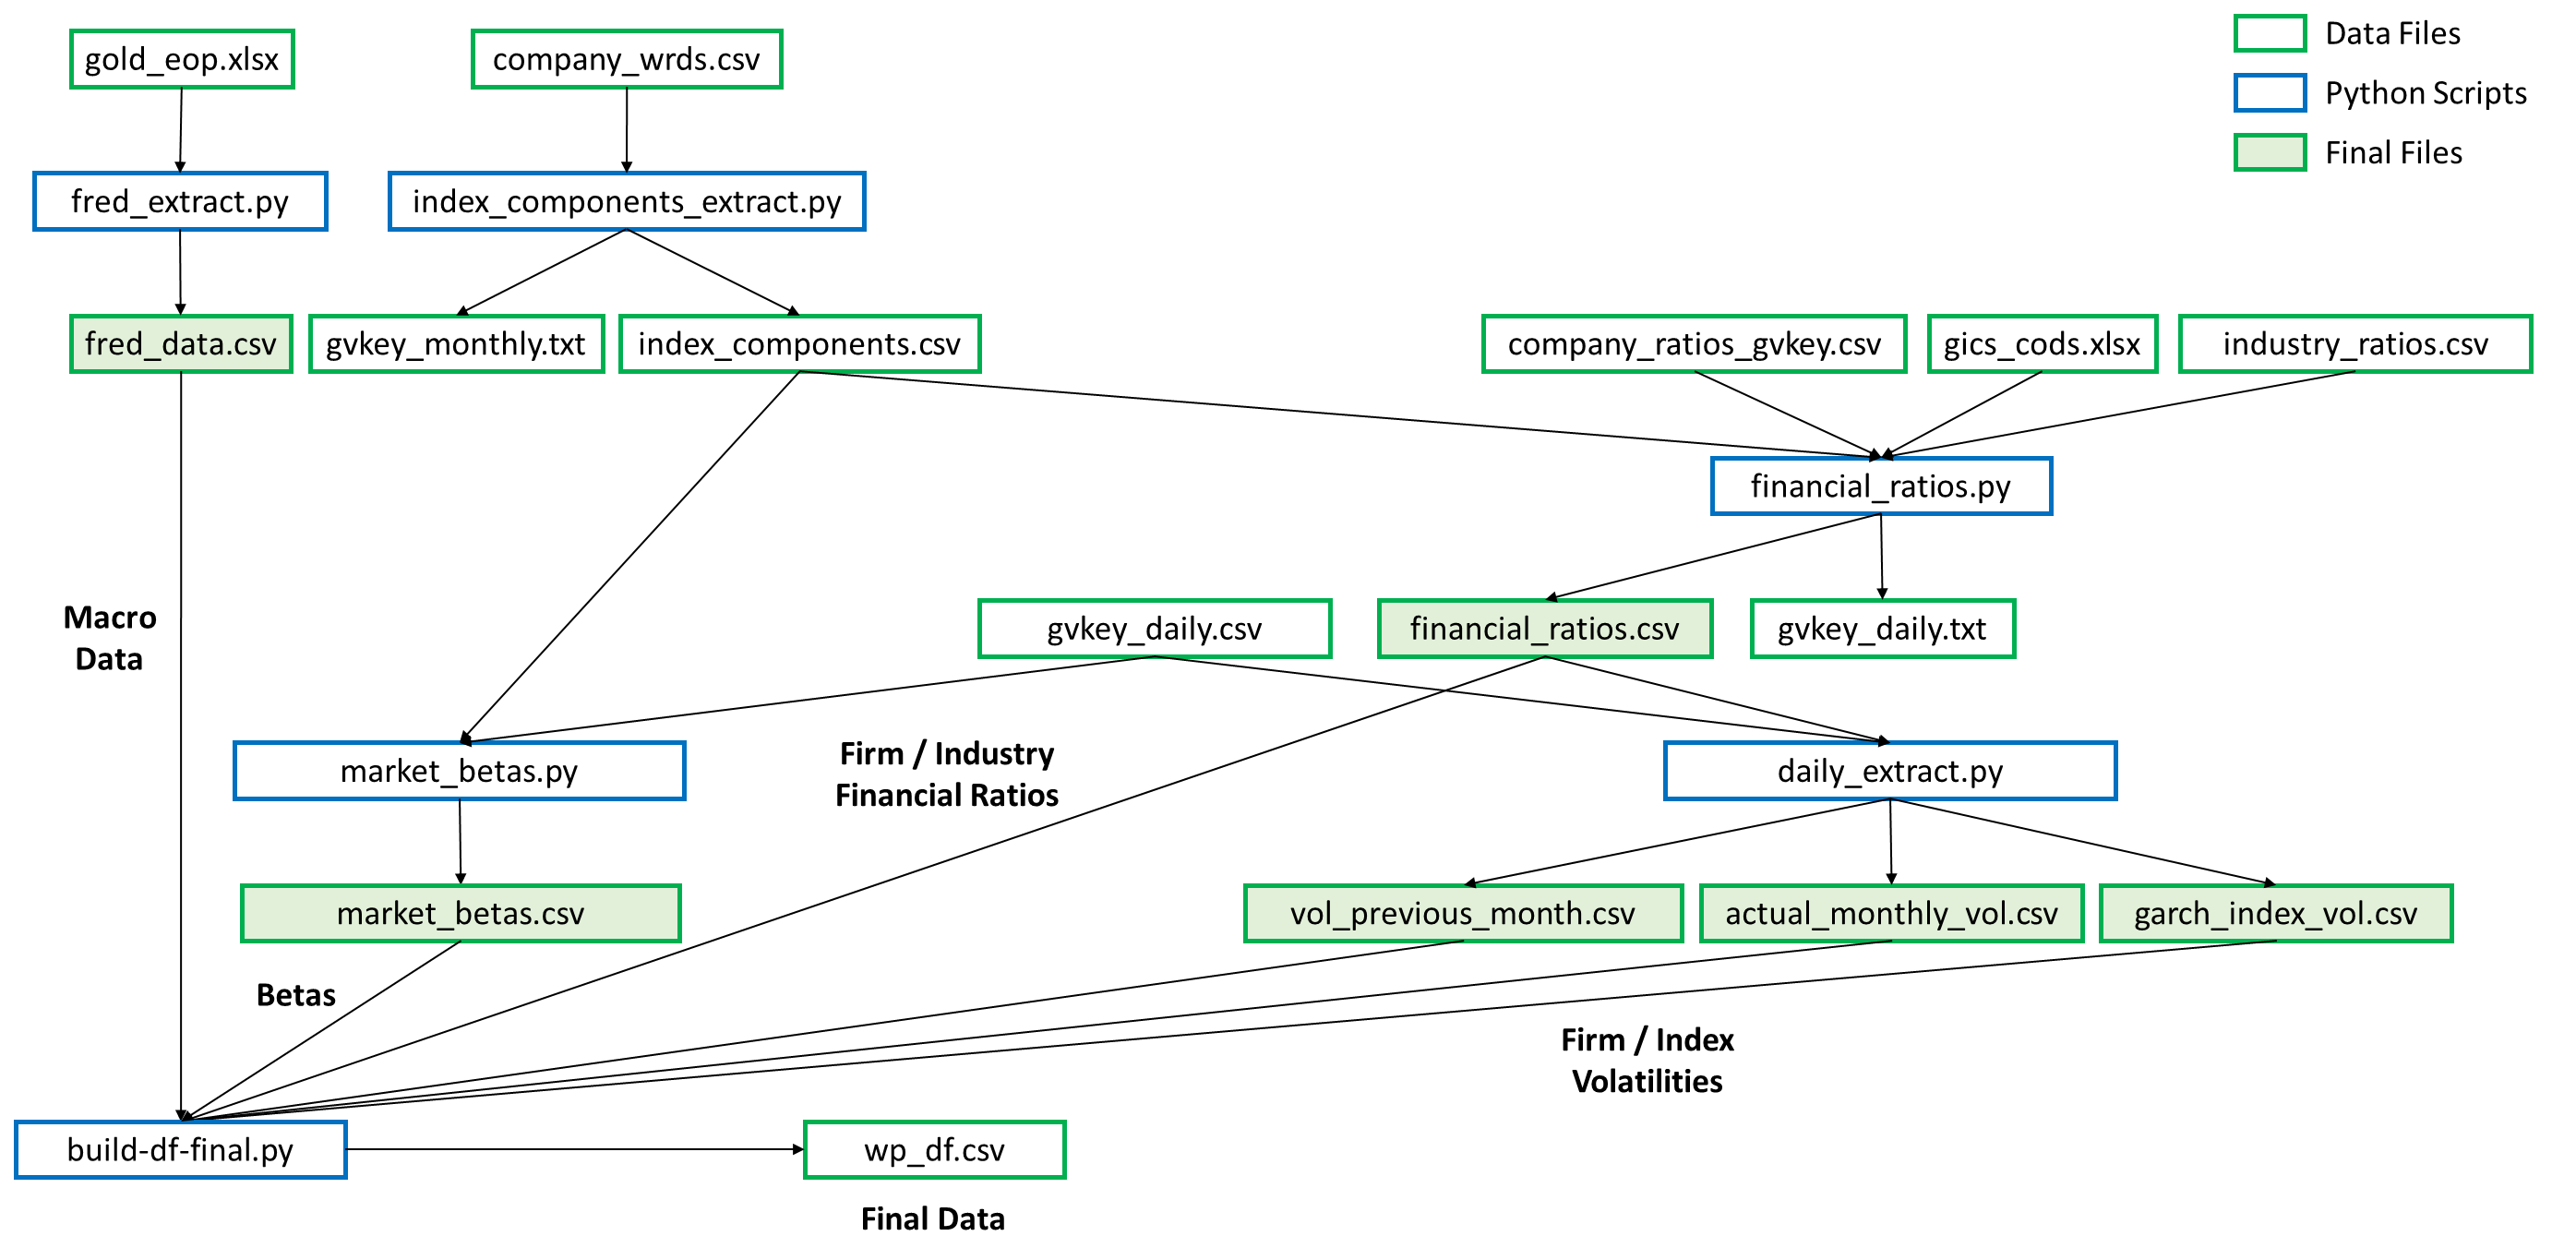 gold_eop.xlsx
company_wrds.csv
Data Files
Python Scripts
Final Files
fred_extract.py
index_components_extract.py
fred_data.csv
gvkey_monthly.txt
index_components.csv
company_ratios_gvkey.csv
gics_cods.xlsx
industry_ratios.csv
financial_ratios.py
Macro
Data
gvkey_daily.csv
financial_ratios.csv
gvkey_daily.txt
market_betas.py
Firm / Industry
Financial Ratios
daily_extract.py
market_betas.csv
vol_previous_month.csv
actual_monthly_vol.csv
garch_index_vol.csv
Betas
Firm / Index
Volatilities
build-df-final.py
wp_df.csv
Final Data